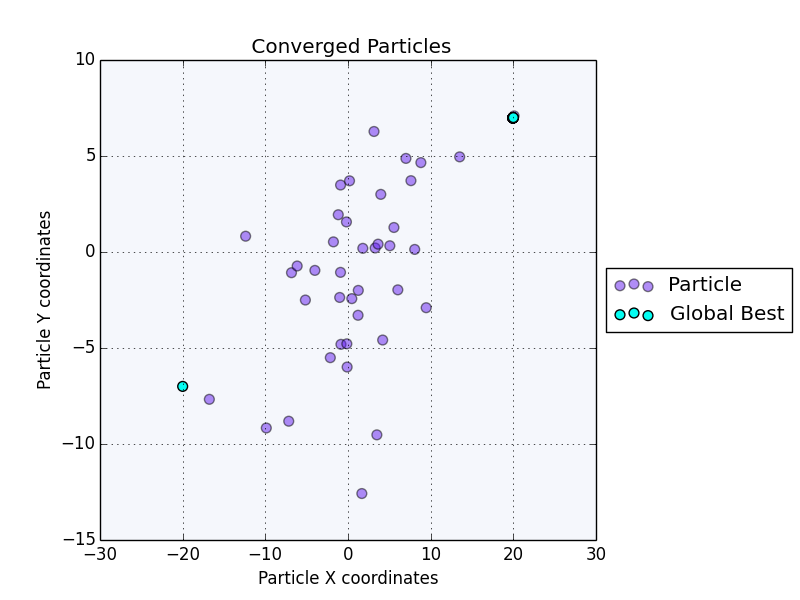 Converged Particles
10
5
0
−5
−10
−15
−30 −20 −10 0 10 20 30
Particle X coordinates
Particle Y coordinates
Particle
Global Best